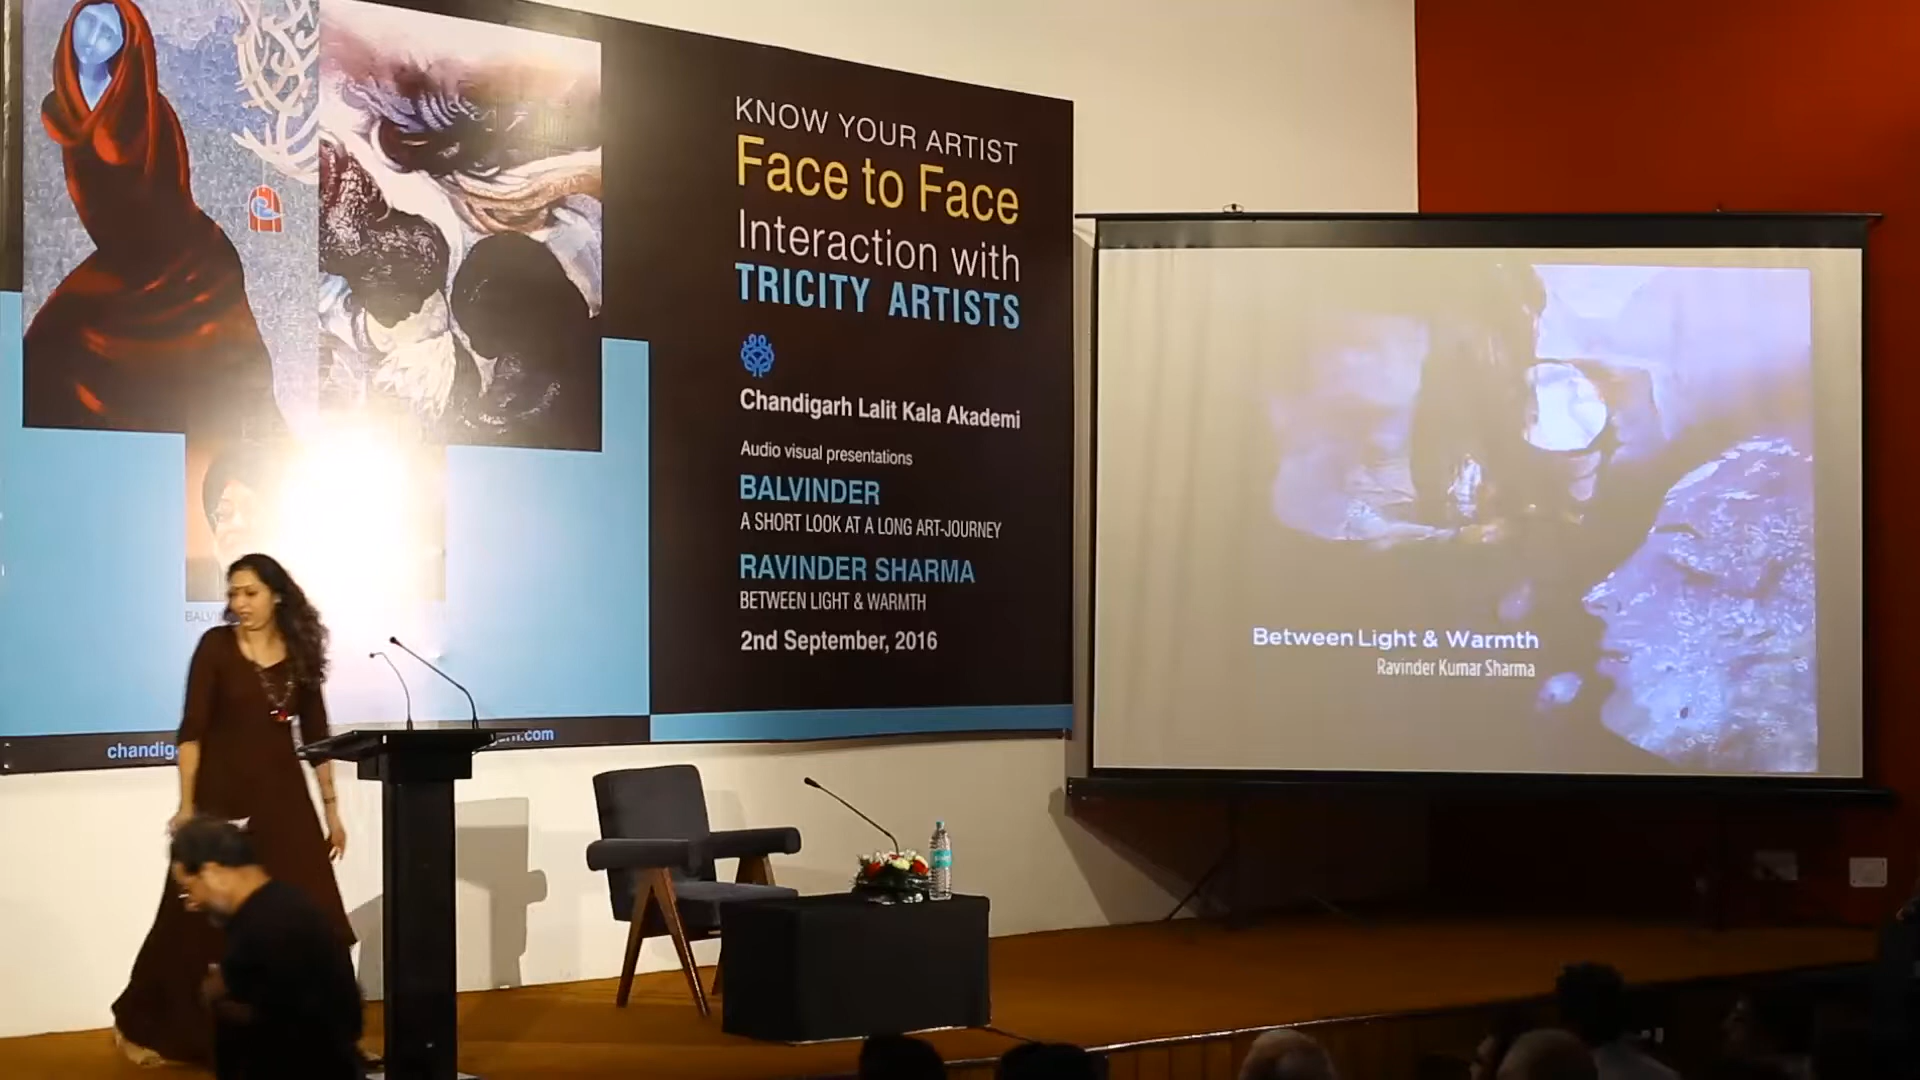 KNOW YOUR ARTIST
Face to Face
Interaction with
TRICITY ARTISTS
Chandigarh Lalit Kala Akademi
Audio visual presentations
BALVINDER
A SHORT LOOK AT A LONG ART-JOURNEY
RAVINDER SHARMA
BETWEEN LIGHT & WARMTH
2nd September, 2016
Between Light & Warmth
Ravinder Kumar Sharma